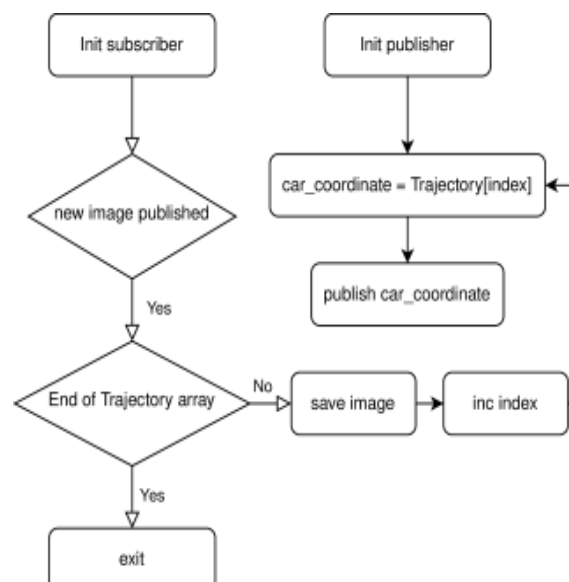 Init subscriber
Init publisher
new image published
car_coordinate = Trajectory[index]
publish car_coordinate
Yes
End of Trajectory array
No
save image
inc index
Yes
exit